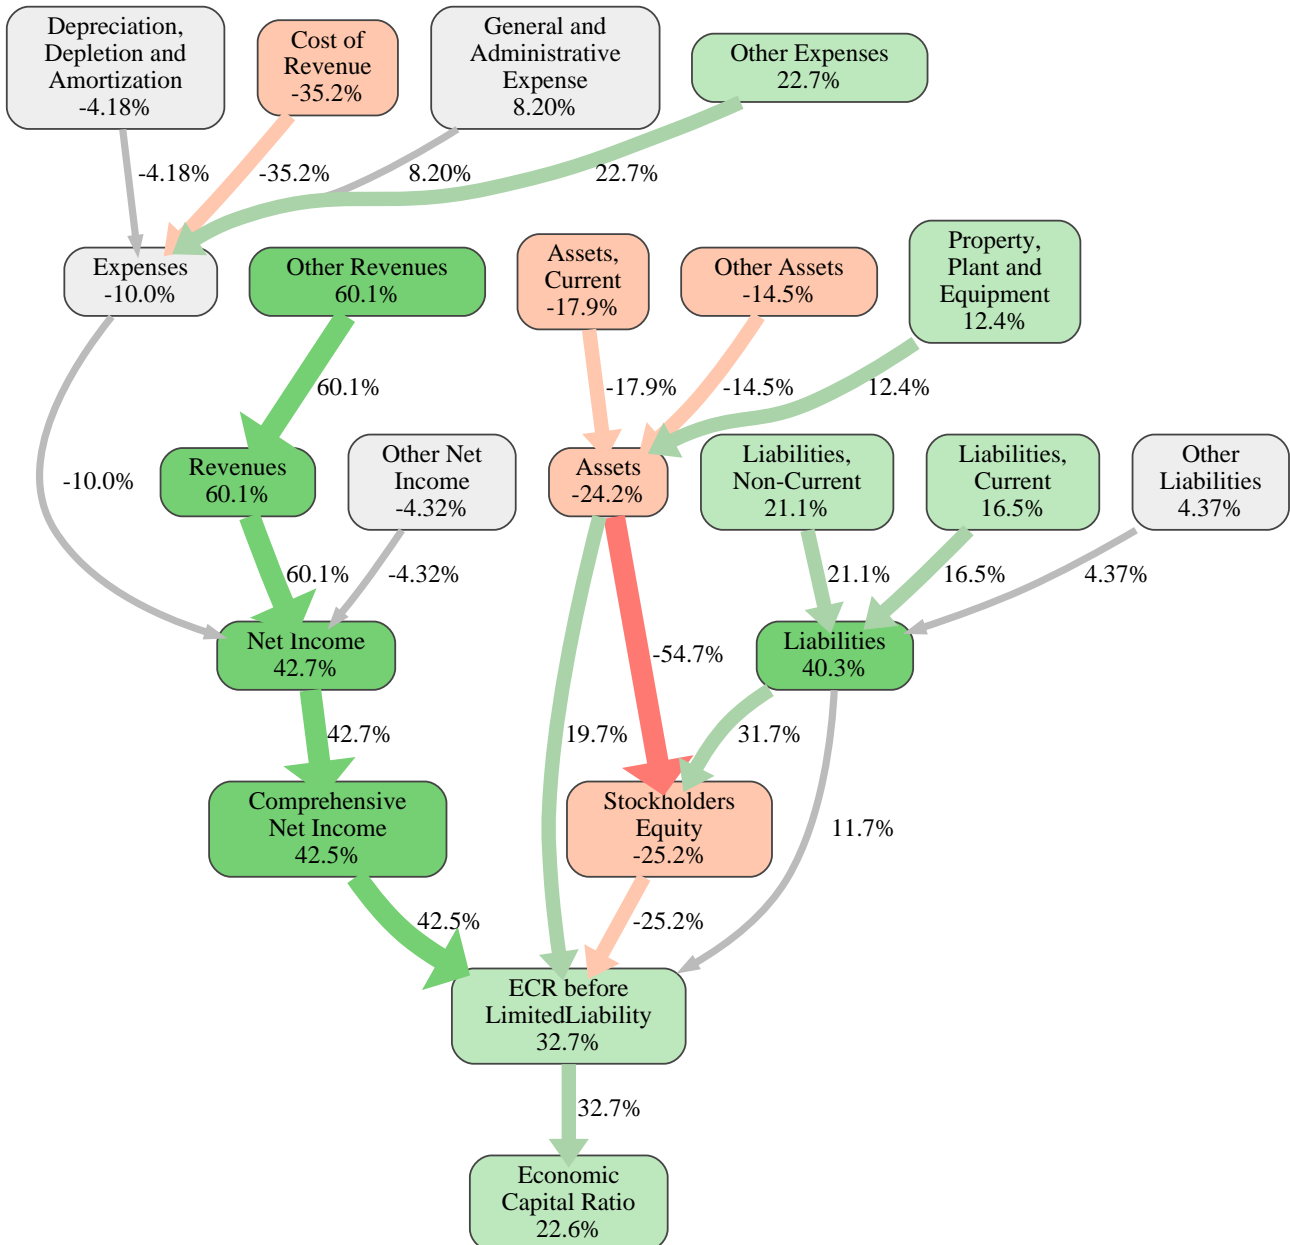 Depreciation,
Depletion and
Amortization
-4.18%
Cost of
Revenue
-35.2%
General and
Administrative
Expense
8.20%
Other Expenses
22.7%
-4.18%
-35.2%
8.20%
22.7%
Expenses
-10.0%
Other Revenues
60.1%
Assets,
Current
-17.9%
Other Assets
-14.5%
Property,
Plant and
Equipment
12.4%
60.1%
-17.9%
-14.5%
12.4%
-10.0%
Revenues
60.1%
Other Net
Income
-4.32%
Assets
-24.2%
Liabilities,
Non-Current
21.1%
Liabilities,
Current
16.5%
Other
Liabilities
4.37%
60.1%
-4.32%
21.1%
16.5%
4.37%
Net Income
42.7%
-54.7%
Liabilities
40.3%
42.7%
19.7%
31.7%
Comprehensive
Net Income
42.5%
Stockholders
Equity
-25.2%
11.7%
42.5%
-25.2%
ECR before
LimitedLiability
32.7%
32.7%
Economic
Capital Ratio
22.6%